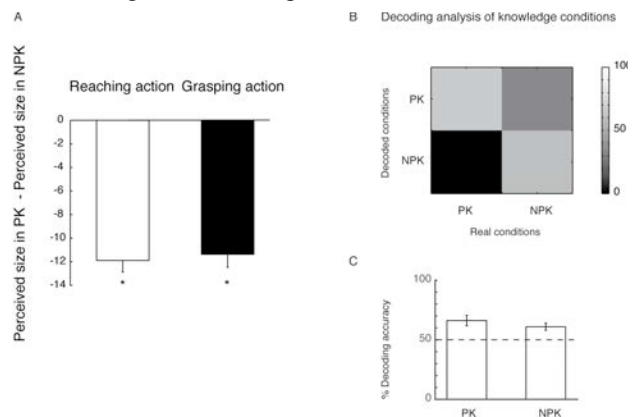 A
Perceived size in PK - Perceived size in NPK
Reaching action Grasping action
0
-2
-4
-6
-8
-10
-12
-14
*
*
B Decoding analysis of knowledge conditions
Decoded conditions
PK
NPK
PK NPK
Real conditions
100
50
0
C
% Decoding accuracy
100
50
0
PK NPK